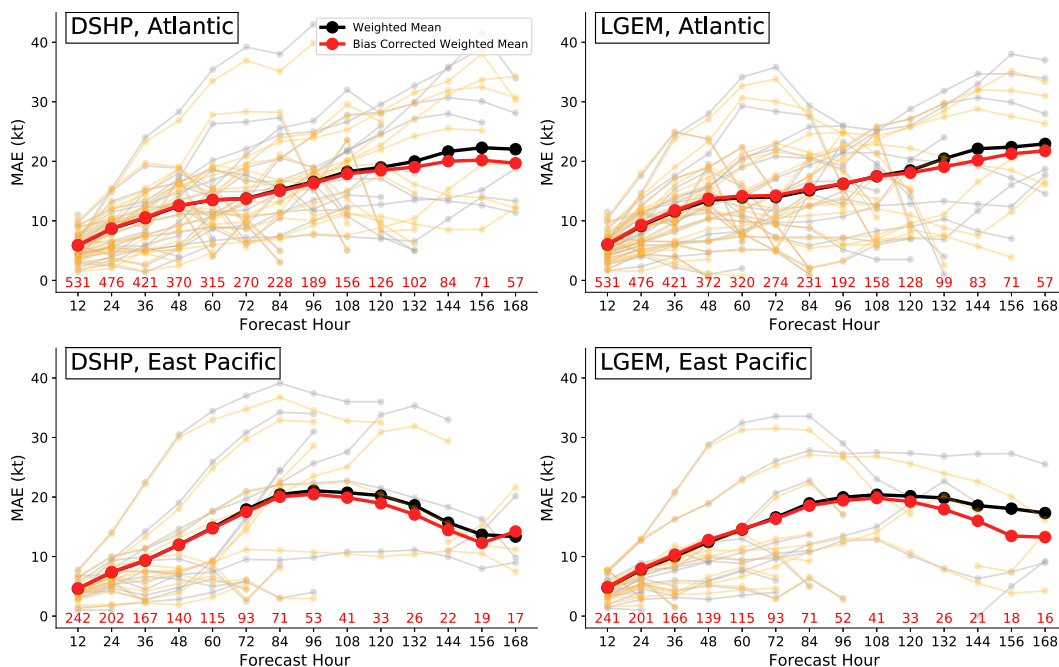 DSHP, Atlantic
Weighted Mean
Bias Corrected Weighted Mean
MAE (kt)
40
30
20
10
0
531 476 421 370 315 270 228 189 156 126 102 84 71 57
12 24 36 48 60 72 84 96 108 120 132 144 156 168
Forecast Hour
LGEM, Atlantic
MAE (kt)
40
30
20
10
0
531 476 421 372 320 274 231 192 158 128 99 83 71 57
12 24 36 48 60 72 84 96 108 120 132 144 156 168
Forecast Hour
DSHP, East Pacific
MAE (kt)
40
30
20
10
0
242 202 167 140 115 93 71 53 41 33 26 22 19 17
12 24 36 48 60 72 84 96 108 120 132 144 156 168
Forecast Hour
LGEM, East Pacific
MAE (kt)
40
30
20
10
0
241 201 166 139 115 93 71 52 41 33 26 21 18 16
12 24 36 48 60 72 84 96 108 120 132 144 156 168
Forecast Hour